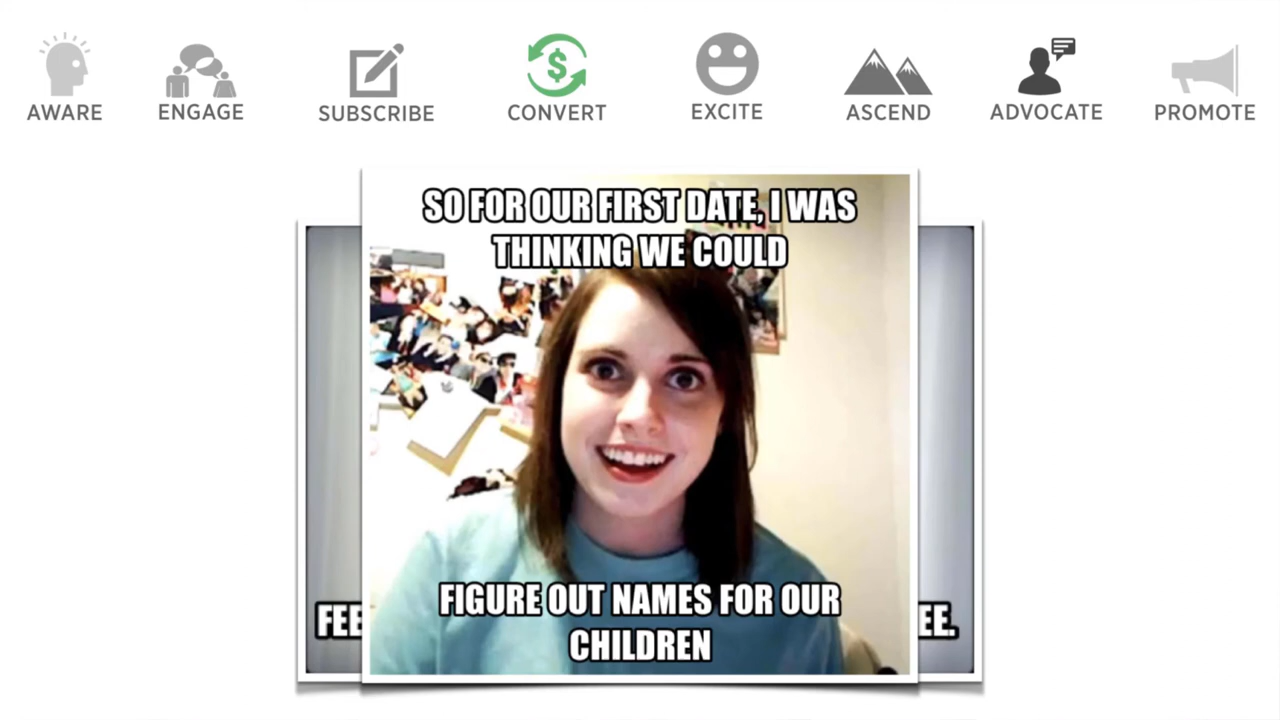 AWARE
ENGAGE
SUBSCRIBE
CONVERT
EXCITE
ASCEND
ADVOCATE
PROMOTE
SO FOR OUR FIRST DATE, I WAS
THINKING WE COULD
FIGURE OUT NAMES FOR OUR
CHILDREN